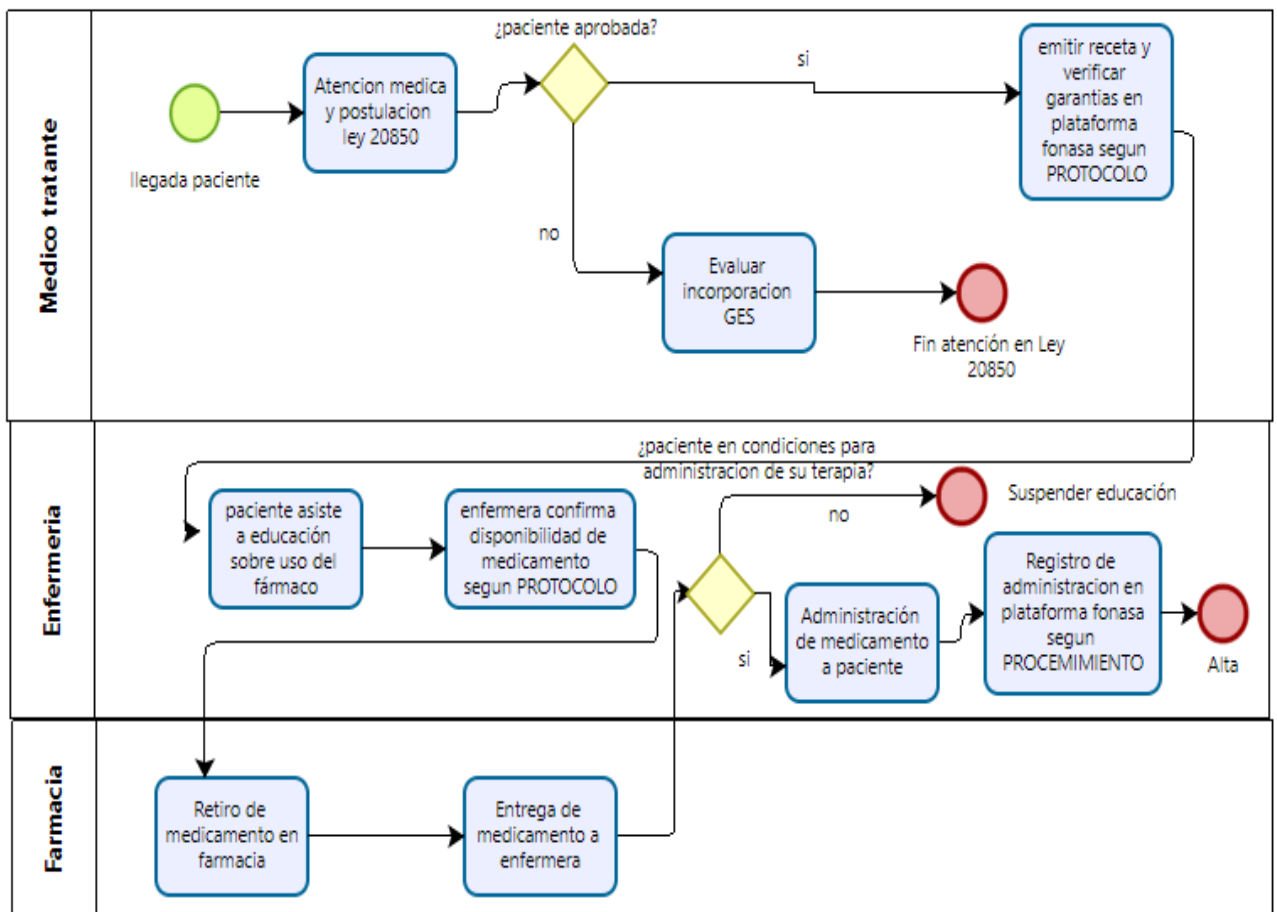 Medico tratante
llegada paciente
Atencion medica
y postulacion
ley 20850
¿paciente aprobada?
si
no
emitir receta y
verificar
garantias en
plataforma
fonasa segun
PROTOCOLO
Evaluar
incorporacion
GES
Fin atención en Ley
20850
Enfermeria
paciente asiste
a educación
sobre uso del
fármaco
enfermera confirma
disponibilidad de
medicamento
segun PROTOCOLO
¿paciente en condiciones para
administracion de su terapia?
no
Suspender educación
si
Administración
de medicamento
a paciente
Registro de
administracion en
plataforma fonasa
segun
PROCEMIMIENTO
Alta
Farmacia
Retiro de
medicamento en
farmacia
Entrega de
medicamento a
enfermera